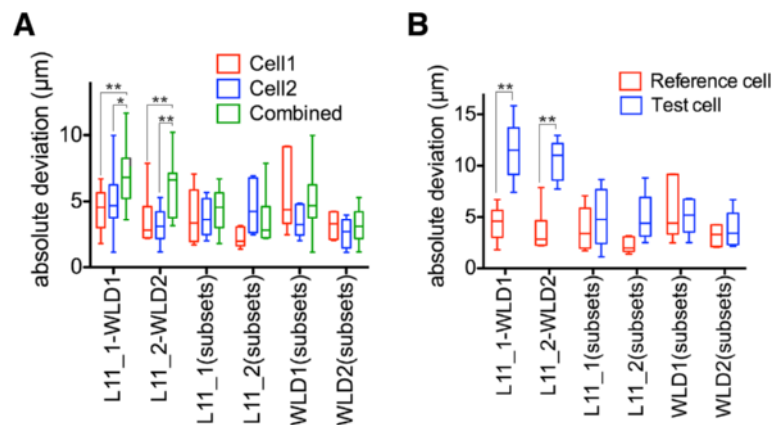 A
absolute deviation (μm)
10
5
0
** * ** **
Cell1
Cell2
Combined
L11_1-WLD1
L11_2-WLD2
L11_1(subsets)
L11_2(subsets)
WLD1(subsets)
WLD2(subsets)
B
absolute deviation (μm)
15
10
5
0
** **
Reference cell
Test cell
L11_1-WLD1
L11_2-WLD2
L11_1(subsets)
L11_2(subsets)
WLD1(subsets)
WLD2(subsets)